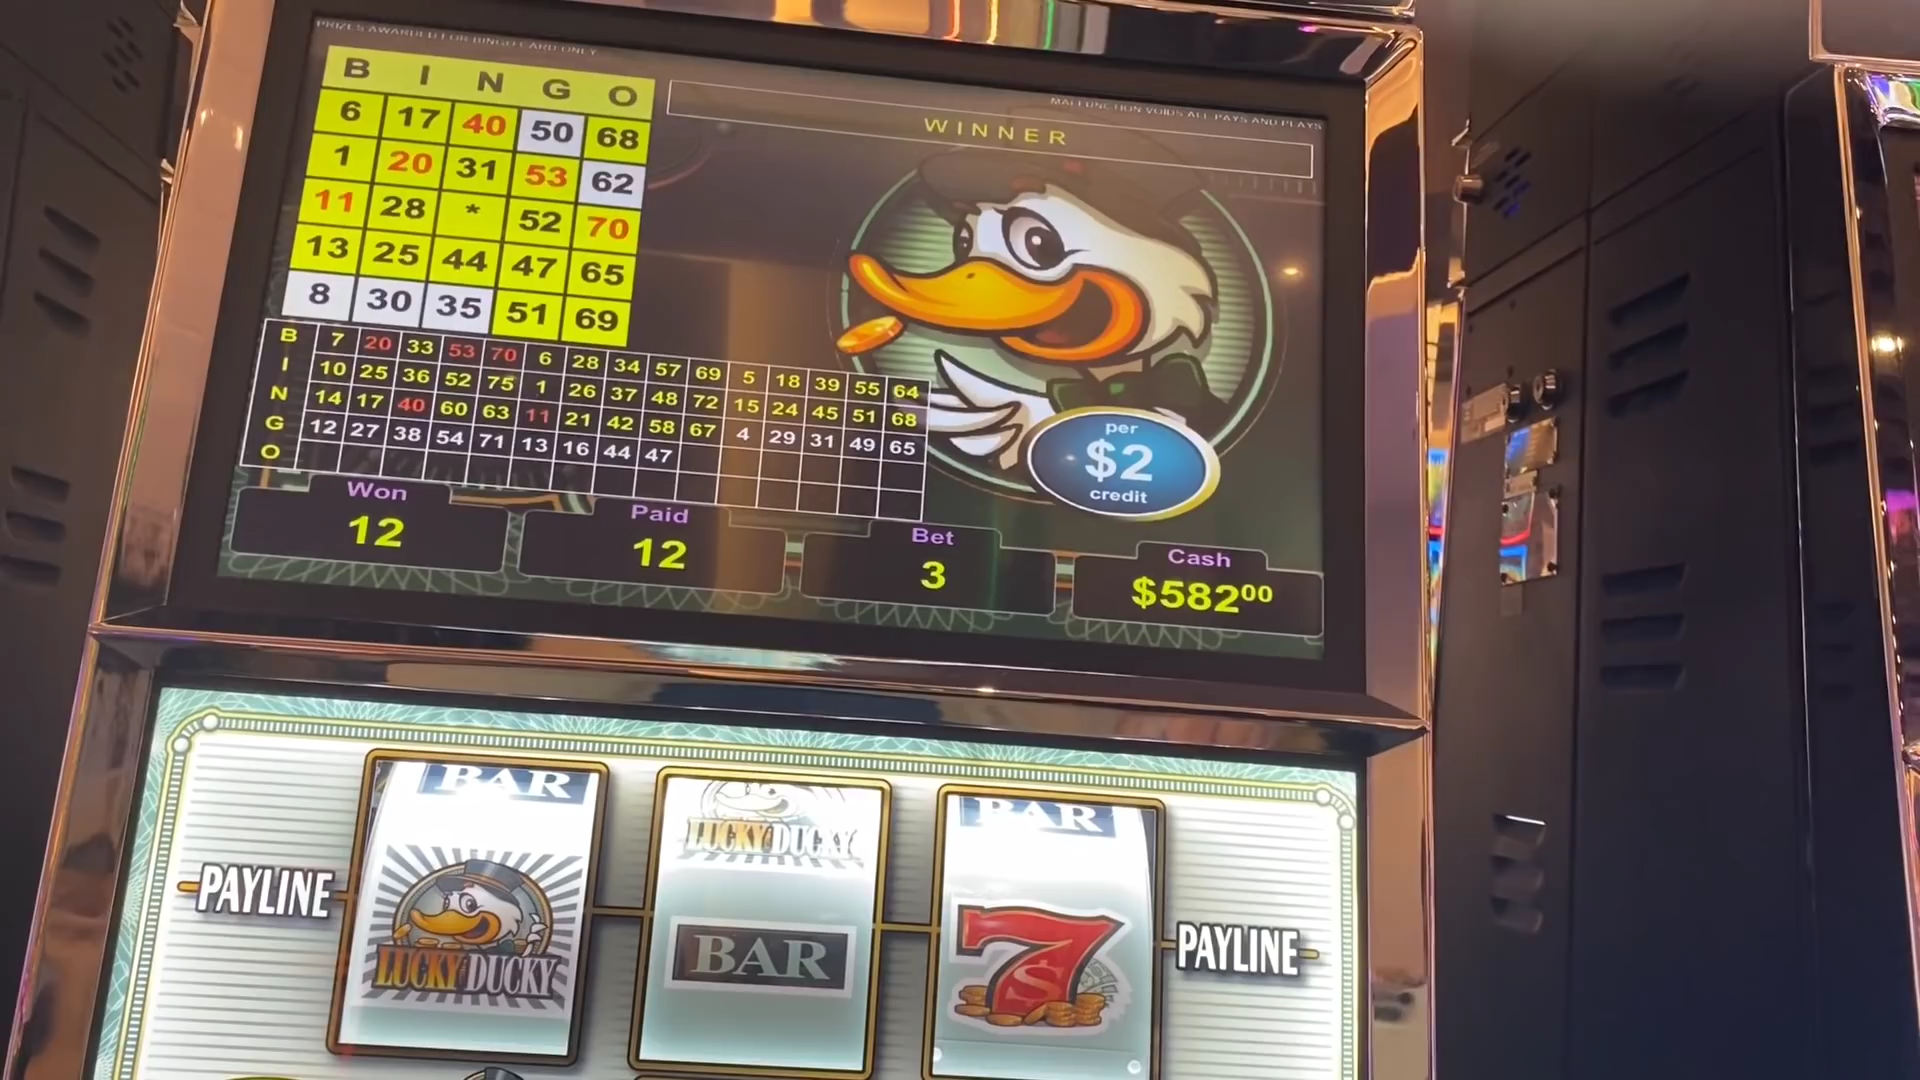 PRIZES AWARDED FOR BINGO CARD ONLY
MALFUNCTION VOIDS ALL PAYS AND PLAYS
WINNER
B I N G O
6 17 40 50 68
1 20 31 53 62
11 28 * 52 70
13 25 44 47 65
8 30 35 51 69
B 7 20 33 53 70 6 28 34 57 69 5 18 39 55 64
I 10 25 36 52 75 1 26 37 48 72 15 24 45 51 68
N 14 17 40 60 63 11 21 42 58 67 4 29 31 49 65
G 12 27 38 54 71 13 16 44 47
O
per
$2
credit
Won
12
Paid
12
Bet
3
Cash
$58200
BAR
LUCKY DUCKY
BAR
PAYLINE
LUCKY DUCKY
BAR
7
$
PAYLINE